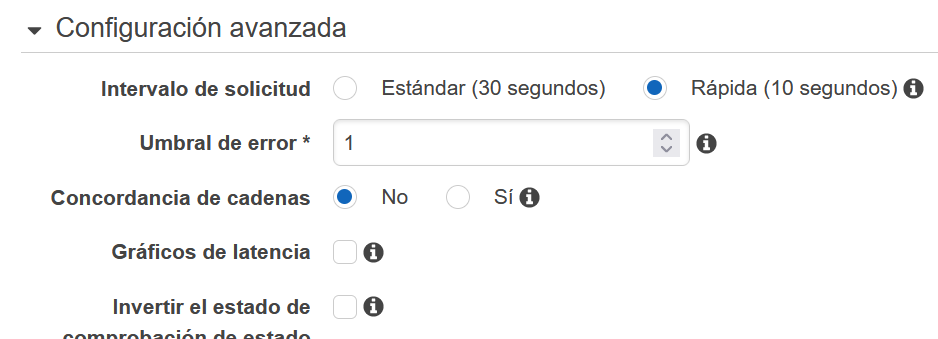 Configuración avanzada
Intervalo de solicitud Estándar (30 segundos) Rápida (10 segundos)
Umbral de error * 1
Concordancia de cadenas No Sí
Gráficos de latencia
Invertir el estado de
comprobación de estado